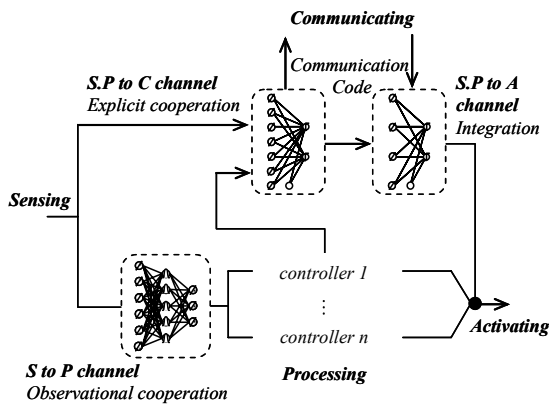 Communicating
S.P to C channel
Explicit cooperation
Communication
Code
S.P to A
channel
Integration
Sensing
controller 1
⋮
controller n
Activating
S to P channel
Observational cooperation
Processing